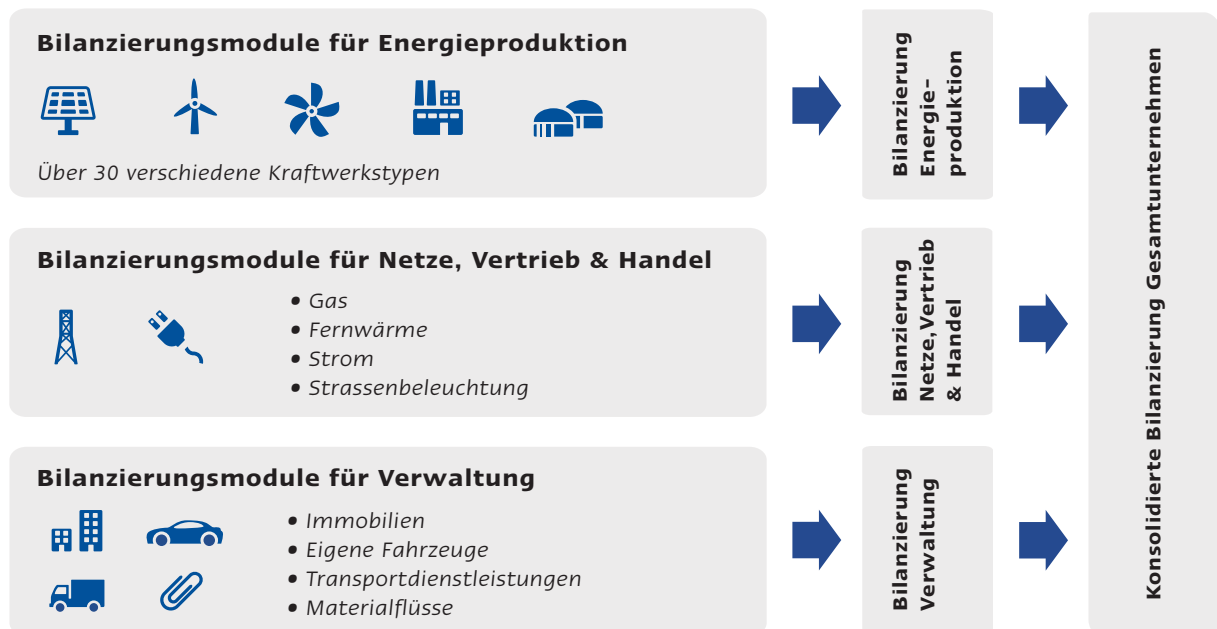 Bilanzierungsmodule für Energieproduktion
Über 30 verschiedene Kraftwerkstypen
Bilanzierung
Energie-
produktion
Bilanzierungsmodule für Netze, Vertrieb & Handel
• Gas
• Fernwärme
• Strom
• Strassenbeleuchtung
Bilanzierung
Netze,Vertrieb
& Handel
Bilanzierungsmodule für Verwaltung
• Immobilien
• Eigene Fahrzeuge
• Transportdienstleistungen
• Materialflüsse
Bilanzierung
Verwaltung
Konsolidierte Bilanzierung Gesamtunternehmen